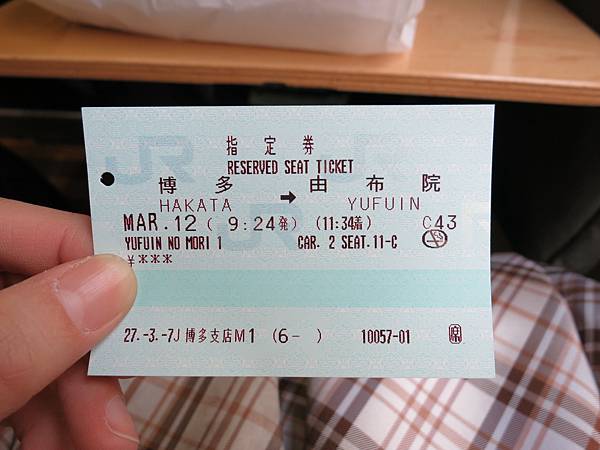 指定券
RESERVED SEAT TICKET
博多 → 由布院
HAKATA YUFUIN
MAR.12 ( 9:24発) (11:34着) C43
YUFUIN NO MORI 1 CAR. 2 SEAT.11-C
¥***
27.-3.-7J 博多支店M1 (6- ) 10057-01
JR